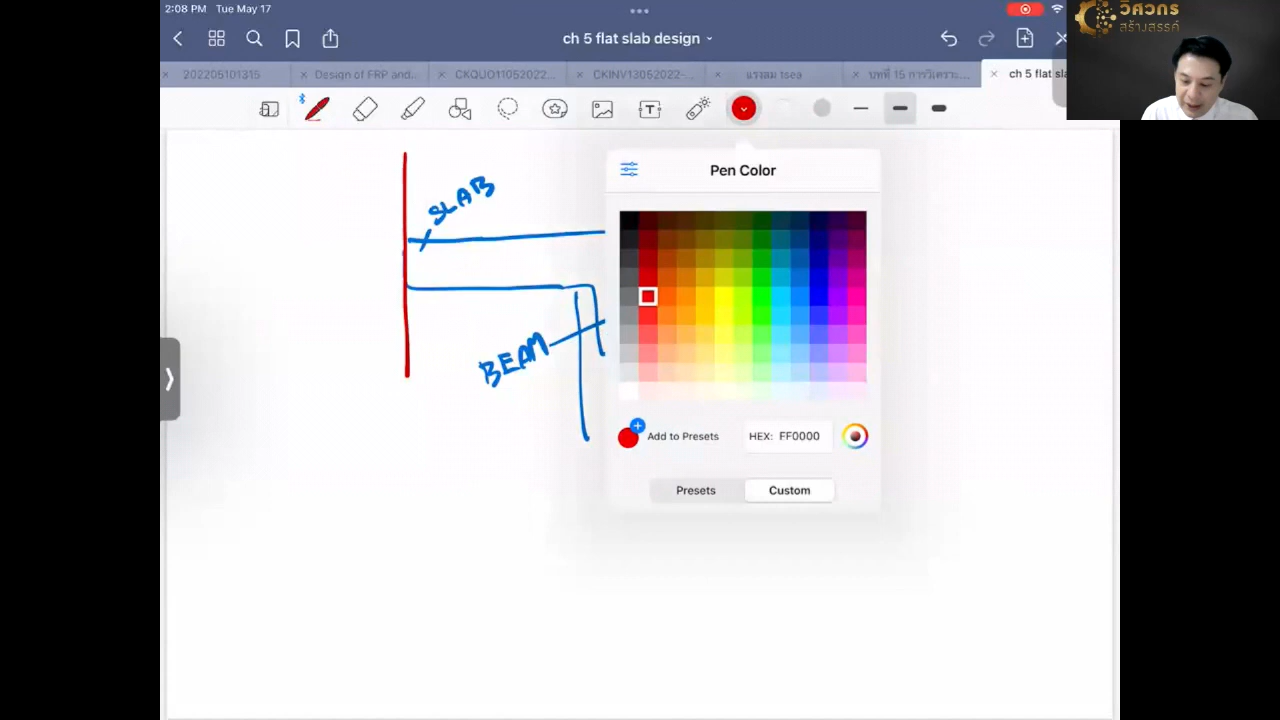 2:08 PM Tue May 17
วิศวกร
สร้างสรรค์
ch 5 flat slab design
202205101315
Design of FRP and...
CKQUO11052022...
CKINV13052022-...
แรงลม tsea
บทที่ 15 การวิเคราะ...
ch 5 flat sla
T
SLAB
BEAM
Pen Color
Add to Presets
HEX: FF0000
Presets
Custom